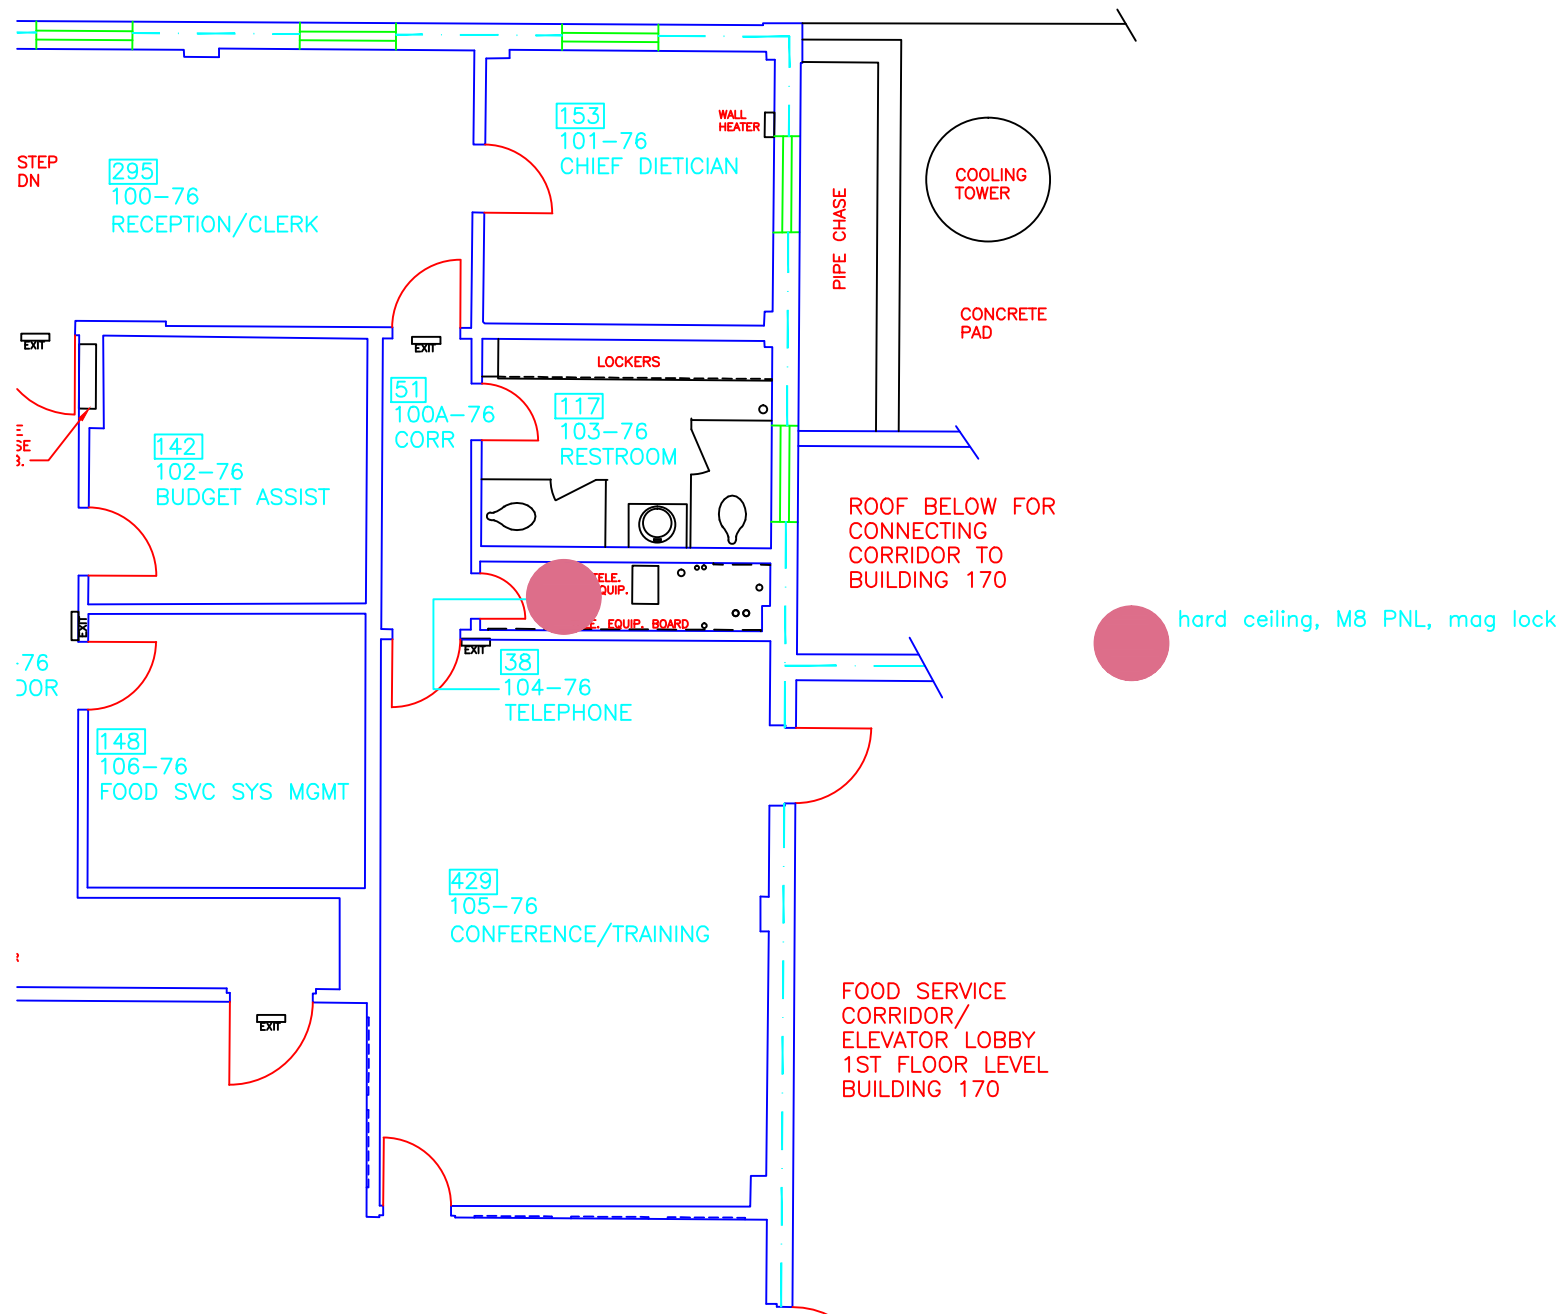 STEP
DN
295
100-76
RECEPTION/CLERK
153
101-76
CHIEF DIETICIAN
WALL
HEATER
PIPE CHASE
COOLING
TOWER
CONCRETE
PAD
EXIT
EXIT
LOCKERS
51
100A-76
CORR
117
103-76
RESTROOM
142
102-76
BUDGET ASSIST
ROOF BELOW FOR
CONNECTING
CORRIDOR TO
BUILDING 170
EQUIP. BOARD
hard ceiling, M8 PNL, mag lock
EXIT
EXIT
38
104-76
TELEPHONE
-76
148
106-76
FOOD SVC SYS MGMT
429
105-76
CONFERENCE/TRAINING
FOOD SERVICE
CORRIDOR/
ELEVATOR LOBBY
1ST FLOOR LEVEL
BUILDING 170
EXIT